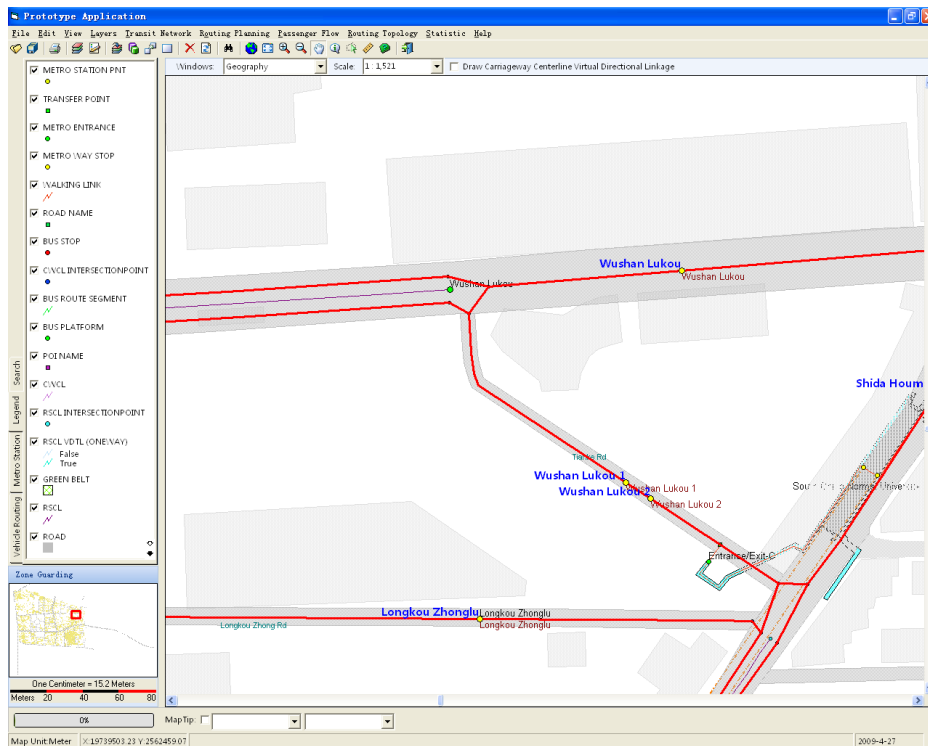 Prototype Application
File Edit View Layers Transit Network Routing Planning Passenger Flow Routing Topology Statistic Help
Windows: Geography Scale: 1 : 1,521 Draw Carriageway Centerline Virtual Directional Linkage
METRO STATION PNT
TRANSFER POINT
METRO ENTRANCE
METRO WAY STOP
WALKING LINK
ROAD NAME
BUS STOP
CWCL INTERSECTIONPOINT
BUS ROUTE SEGMENT
BUS PLATFORM
POI NAME
CWCL
RSCL INTERSECTIONPOINT
RSCL VDTL (ONEWAY)
False
True
GREEN BELT
RSCL
ROAD
Search
Legend
Metro Station
Vehicle Routing
Wushan Lukou
Wushan Lukou
Wushan Lukou
Shida Houm
Tianhe Rd
Wushan Lukou 1
Wushan Lukou 1
Wushan Lukou
Wushan Lukou 2
Entrance/Exit-C
Longkou Zhonglu
Longkou Zhonglu
Longkou Zhonglu
Longkou Zhong Rd
Zone Guarding
One Centimeter = 15.2 Meters
Meters 20 40 60 80
0%
MapTip:
Map Unit:Meter X:19739503.23 Y:2562459.07 2009-4-27